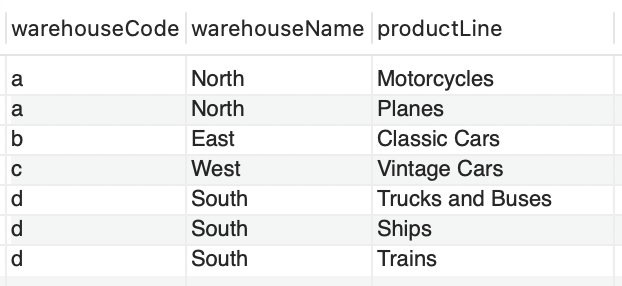 warehouseCode warehouseName productLine
a North Motorcycles
a North Planes
b East Classic Cars
c West Vintage Cars
d South Trucks and Buses
d South Ships
d South Trains